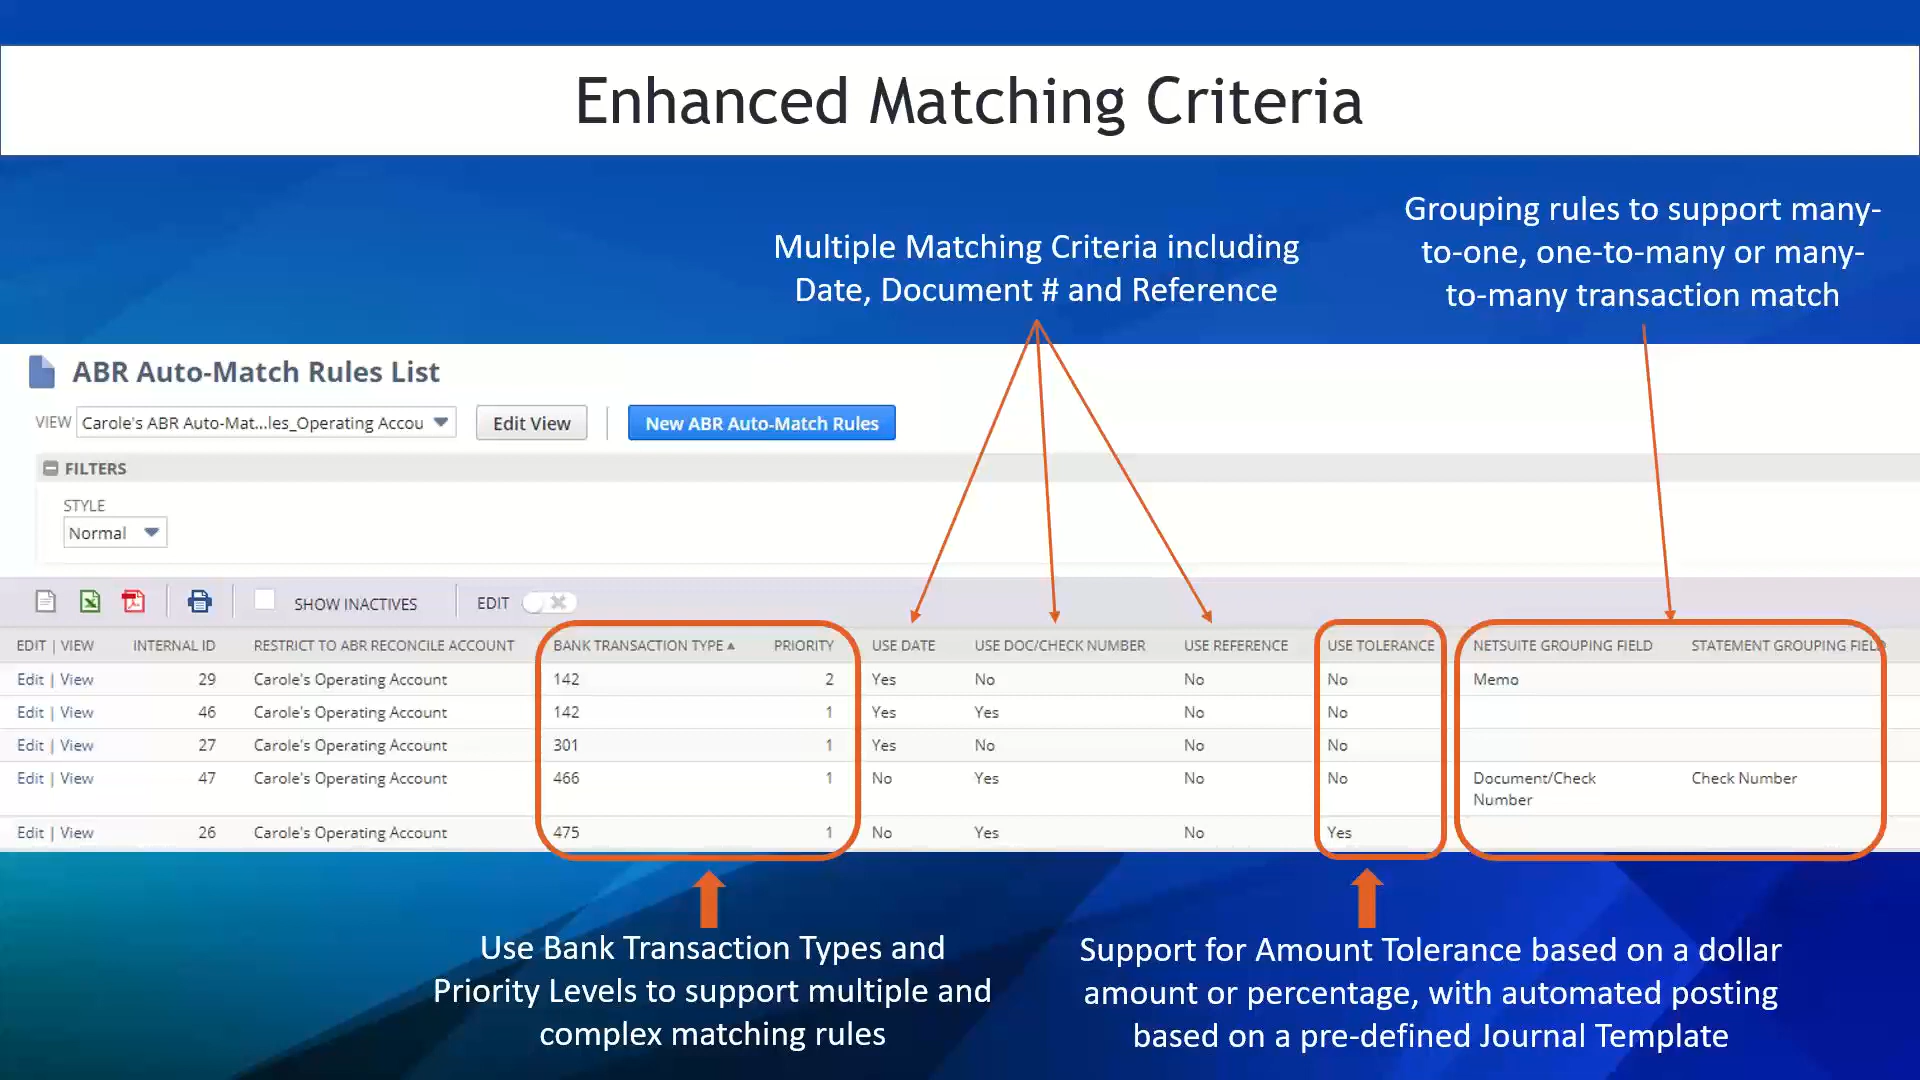 Enhanced Matching Criteria
Grouping rules to support many-
to-one, one-to-many or many-
to-many transaction match
Multiple Matching Criteria including
Date, Document # and Reference
ABR Auto-Match Rules List
VIEW Carole's ABR Auto-Mat...les_Operating Accou Edit View New ABR Auto-Match Rules
FILTERS
STYLE
Normal
SHOW INACTIVES EDIT
EDIT | VIEW INTERNAL ID RESTRICT TO ABR RECONCILE ACCOUNT BANK TRANSACTION TYPE ▲ PRIORITY USE DATE USE DOC/CHECK NUMBER USE REFERENCE USE TOLERANCE NETSUITE GROUPING FIELD STATEMENT GROUPING FIELD
Edit | View 29 Carole's Operating Account 142 2 Yes No No No Memo
Edit | View 46 Carole's Operating Account 142 1 Yes Yes No No
Edit | View 27 Carole's Operating Account 301 1 Yes No No No
Edit | View 47 Carole's Operating Account 466 1 No Yes No No Document/Check Check Number
Number
Edit | View 26 Carole's Operating Account 475 1 No Yes No Yes
Use Bank Transaction Types and
Priority Levels to support multiple and
complex matching rules
Support for Amount Tolerance based on a dollar
amount or percentage, with automated posting
based on a pre-defined Journal Template